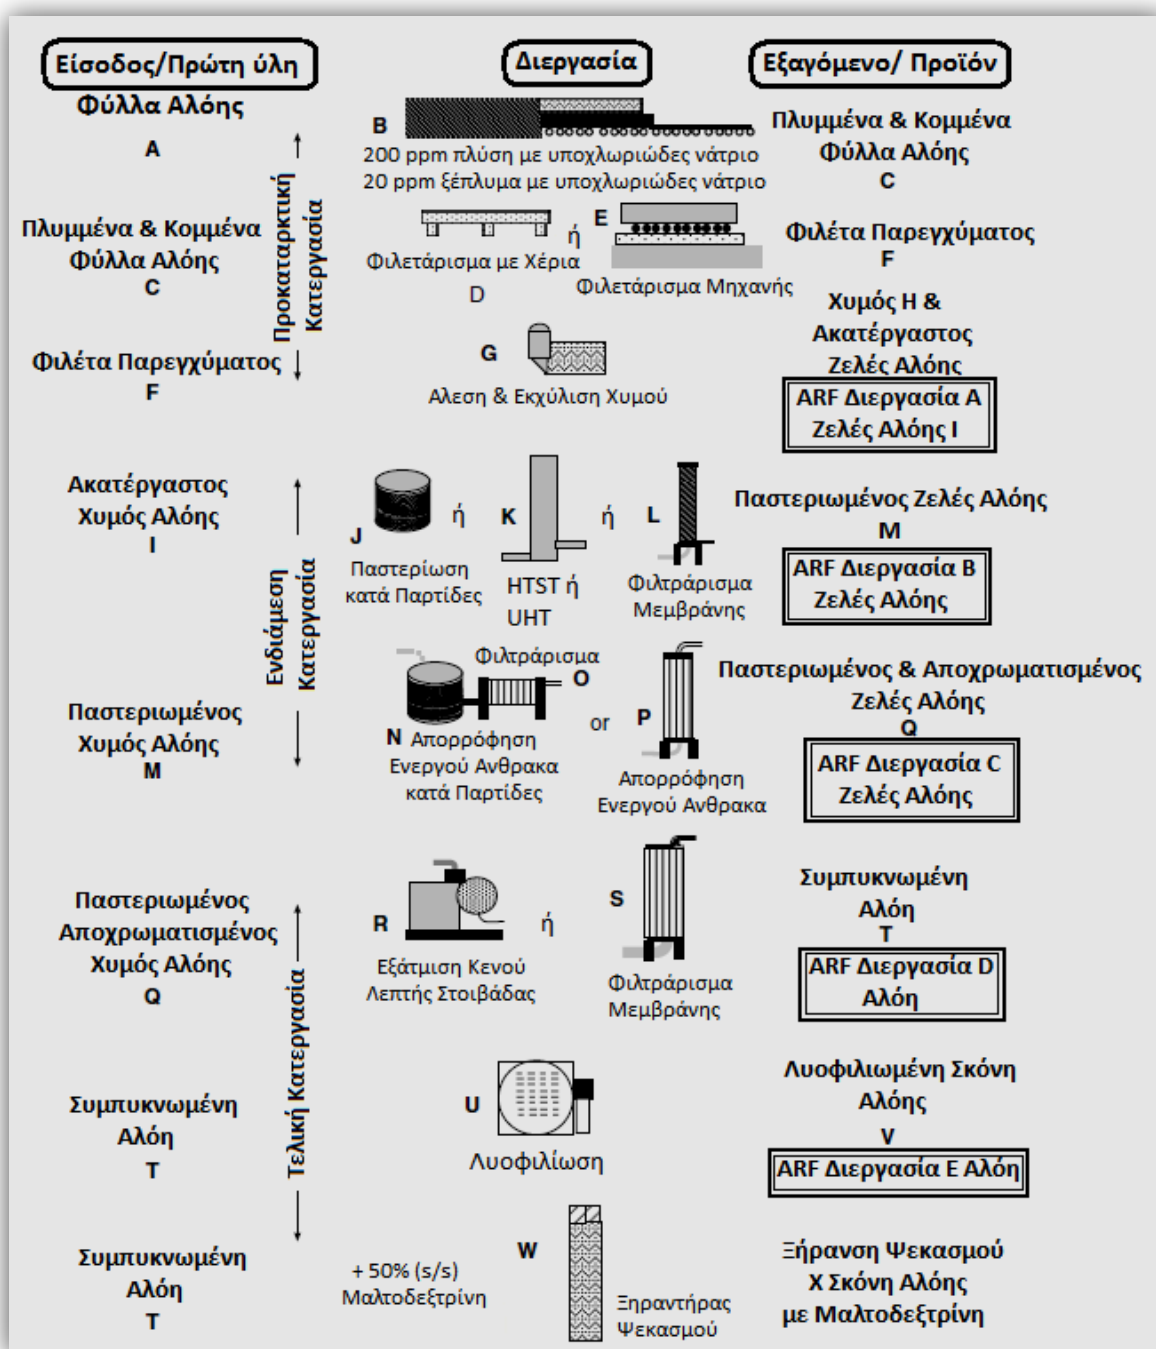 Είσοδος/Πρώτη ύλη
Διεργασία
Εξαγόμενο/ Προϊόν
Φύλλα Αλόης
A
Προκαταρκτική
Κατεργασία
B
200 ppm πλύση με υποχλωριώδες νάτριο
20 ppm ξέπλυμα με υποχλωριώδες νάτριο
Πλυμμένα & Κομμένα
Φύλλα Αλόης
C
Πλυμμένα & Κομμένα
Φύλλα Αλόης
C
Φιλετάρισμα με Χέρια
D
ή
E
Φιλετάρισμα Μηχανής
Φιλέτα Παρεγχύματος
F
Φιλέτα Παρεγχύματος
F
G
Αλεση & Εκχύλιση Χυμού
Χυμός H &
Ακατέργαστος
Ζελές Αλόης
ARF Διεργασία A
Ζελές Αλόης I
Ακατέργαστος
Χυμός Αλόης
I
Ενδιάμεση
Κατεργασία
J
Παστερίωση
κατά Παρτίδες
ή
K
HTST ή
UHT
ή
L
Φιλτράρισμα
Μεμβράνης
Παστεριωμένος Ζελές Αλόης
M
ARF Διεργασία B
Ζελές Αλόης
Παστεριωμένος
Χυμός Αλόης
M
Φιλτράρισμα
O
N Απορρόφηση
Ενεργού Ανθρακα
κατά Παρτίδες
or
P
Απορρόφηση
Ενεργού Ανθρακα
Παστεριωμένος & Αποχρωματισμένος
Ζελές Αλόης
Q
ARF Διεργασία C
Ζελές Αλόης
Παστεριωμένος
Αποχρωματισμένος
Χυμός Αλόης
Q
Τελική Κατεργασία
R
Εξάτμιση Κενού
Λεπτής Στοιβάδας
ή
S
Φιλτράρισμα
Μεμβράνης
Συμπυκνωμένη
Αλόη
T
ARF Διεργασία D
Αλόη
Συμπυκνωμένη
Αλόη
T
U
Λυοφιλίωση
Λυοφιλιωμένη Σκόνη
Αλόης
V
ARF Διεργασία E Αλόη
Συμπυκνωμένη
Αλόη
T
+ 50% (s/s)
Μαλτοδεξτρίνη
W
Ξηραντήρας
Ψεκασμού
Ξήρανση Ψεκασμού
X Σκόνη Αλόης
με Μαλτοδεξτρίνη